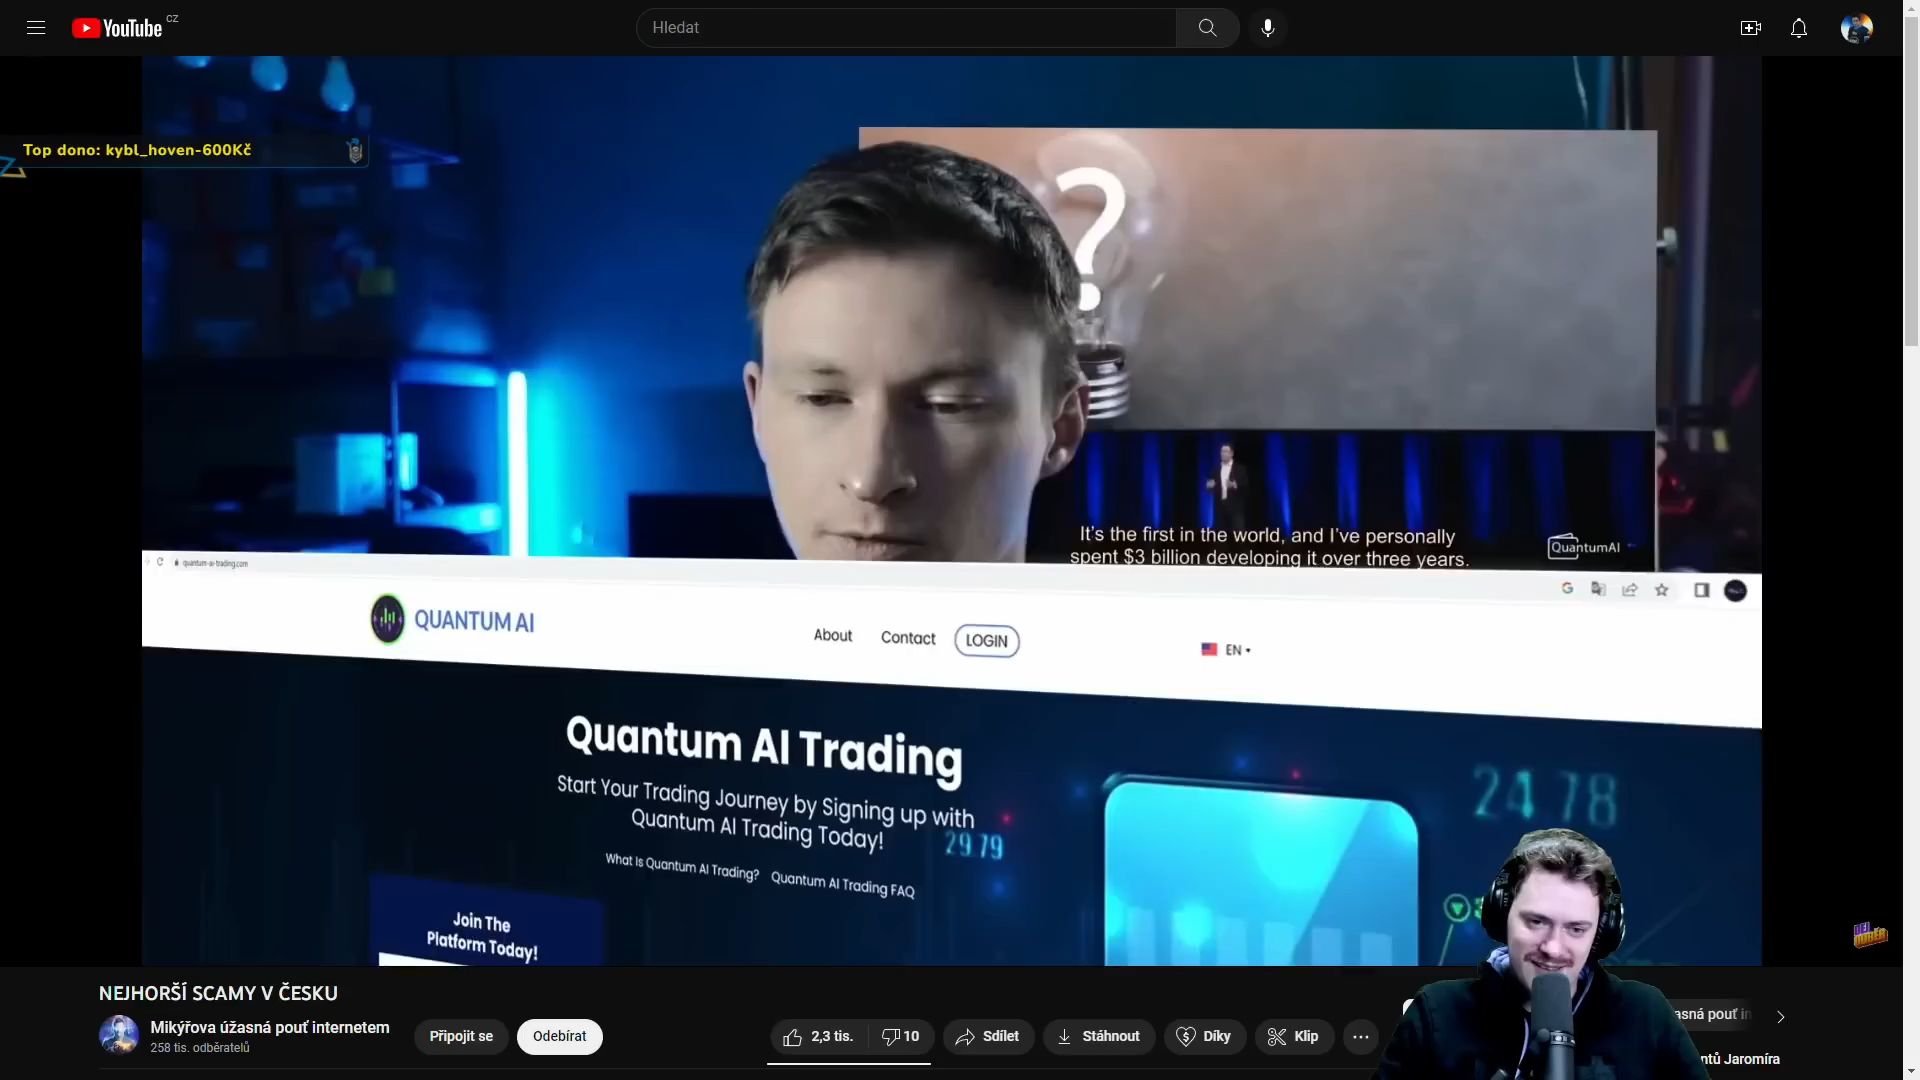 YouTube CZ
Hledat
Top dono: kybl_hoven-600Kč
?
It's the first in the world, and I've personally
spent $3 billion developing it over three years.
QuantumAI
quantum-ai-trading.com
QUANTUM AI
About
Contact
LOGIN
EN
Quantum AI Trading
Start Your Trading Journey by Signing up with
Quantum AI Trading Today!
What Is Quantum AI Trading?
Quantum AI Trading FAQ
29.79
24 78
Join The
Platform Today!
NEJHORŠÍ SCAMY V ČESKU
Mikýřova úžasná pouť internetem
258 tis. odběratelů
Připojit se
Odebírat
2,3 tis.
10
Sdílet
Stáhnout
Díky
Klip
Jaromíra